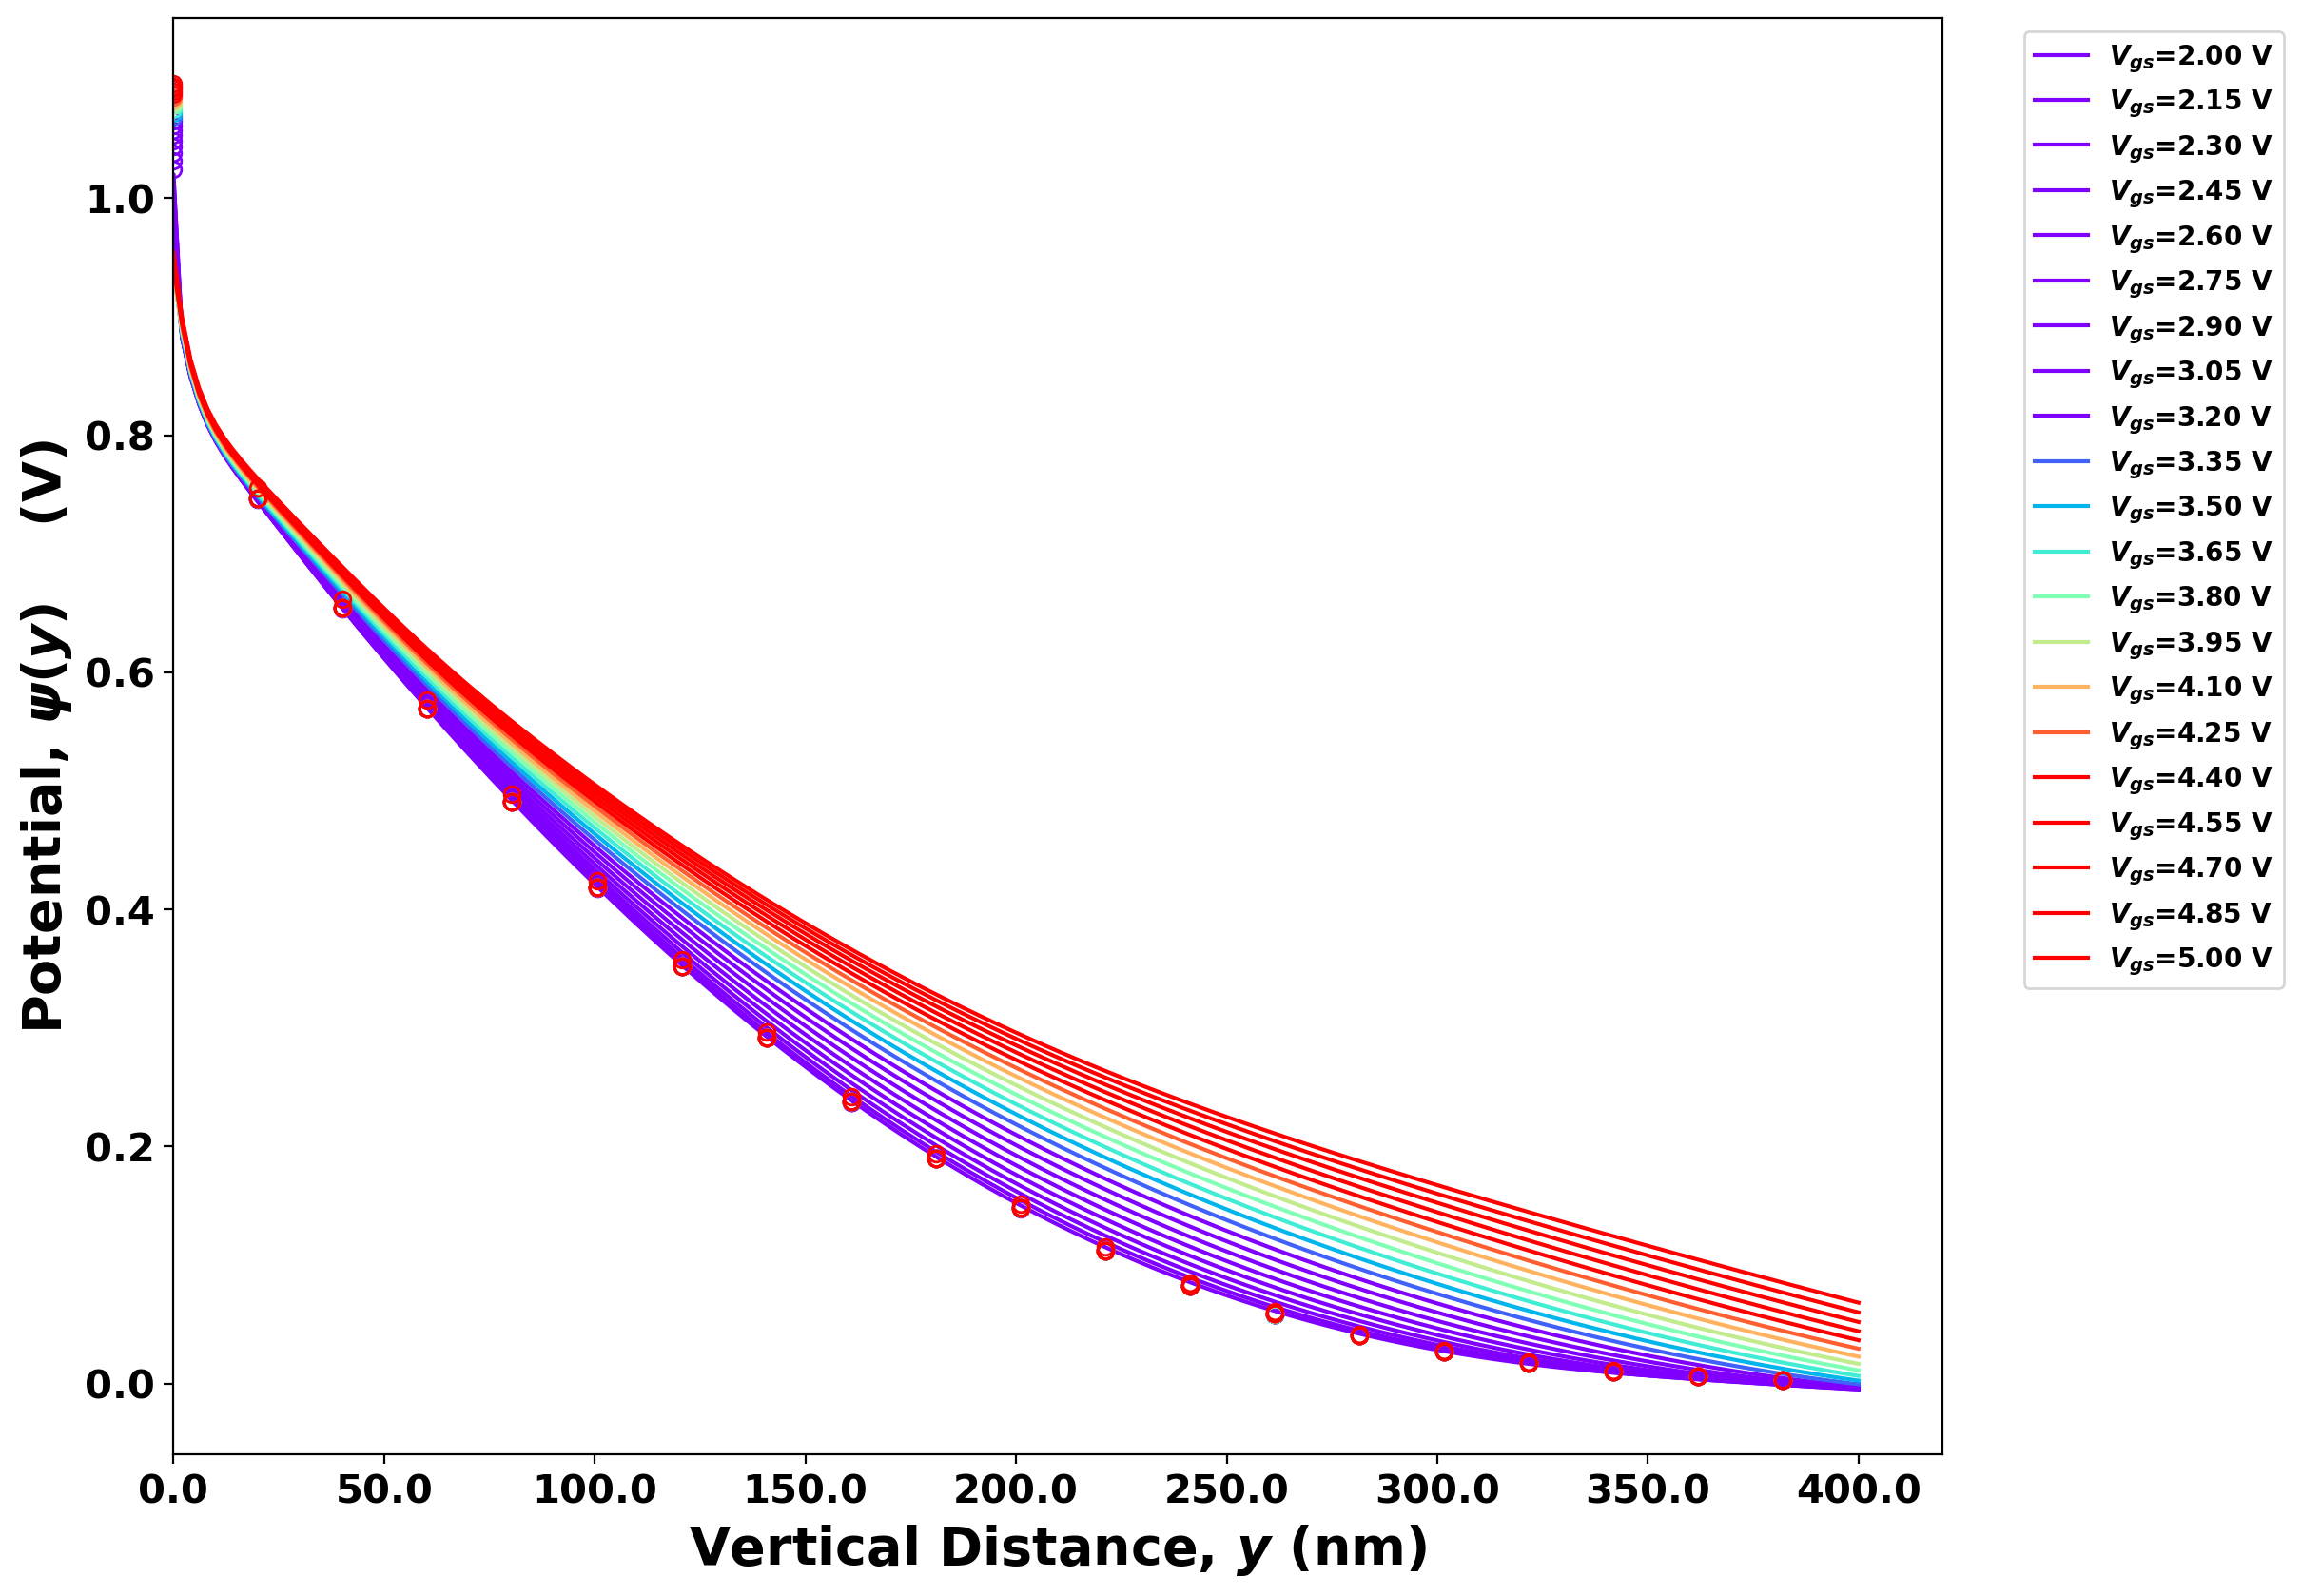 Potential, ψ(y) (V)
1.0
0.8
0.6
0.4
0.2
0.0
0.0 50.0 100.0 150.0 200.0 250.0 300.0 350.0 400.0
Vertical Distance, y (nm)
Vgs=2.00 V
Vgs=2.15 V
Vgs=2.30 V
Vgs=2.45 V
Vgs=2.60 V
Vgs=2.75 V
Vgs=2.90 V
Vgs=3.05 V
Vgs=3.20 V
Vgs=3.35 V
Vgs=3.50 V
Vgs=3.65 V
Vgs=3.80 V
Vgs=3.95 V
Vgs=4.10 V
Vgs=4.25 V
Vgs=4.40 V
Vgs=4.55 V
Vgs=4.70 V
Vgs=4.85 V
Vgs=5.00 V